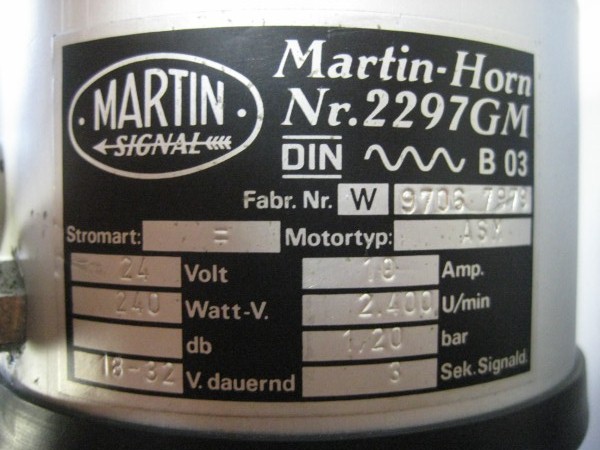 MARTIN
SIGNAL
Martin-Horn
Nr. 2297GM
DIN B 03
Fabr. Nr. W 9706
Stromart: = Motortyp:
24 Volt Amp.
240 Watt-V. 2.400 U/min
db 1,20 bar
18-32 V. dauernd 3 Sek. Signald.